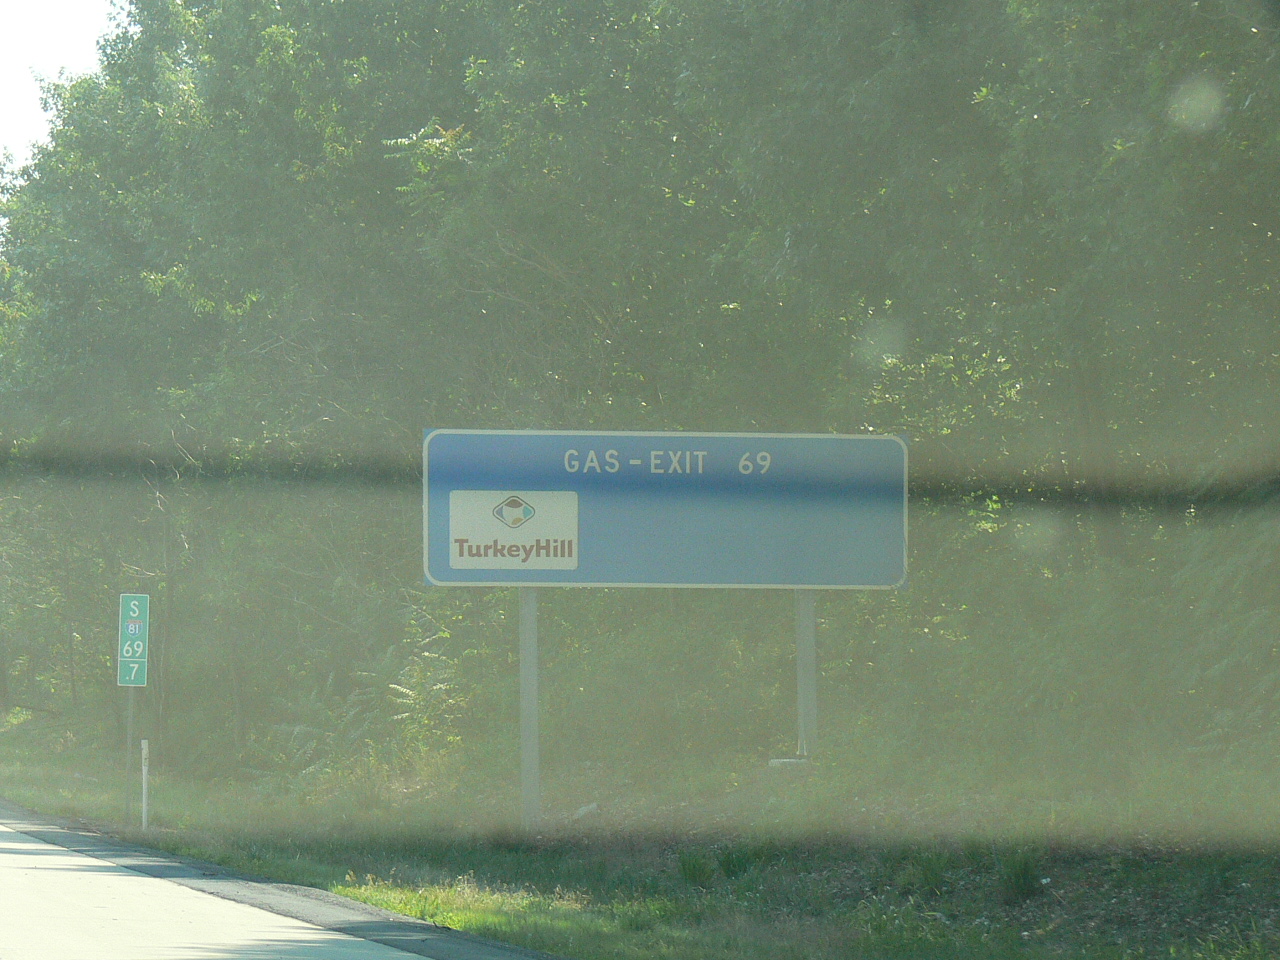 GAS - EXIT 69
TurkeyHill
S
81
69
.7